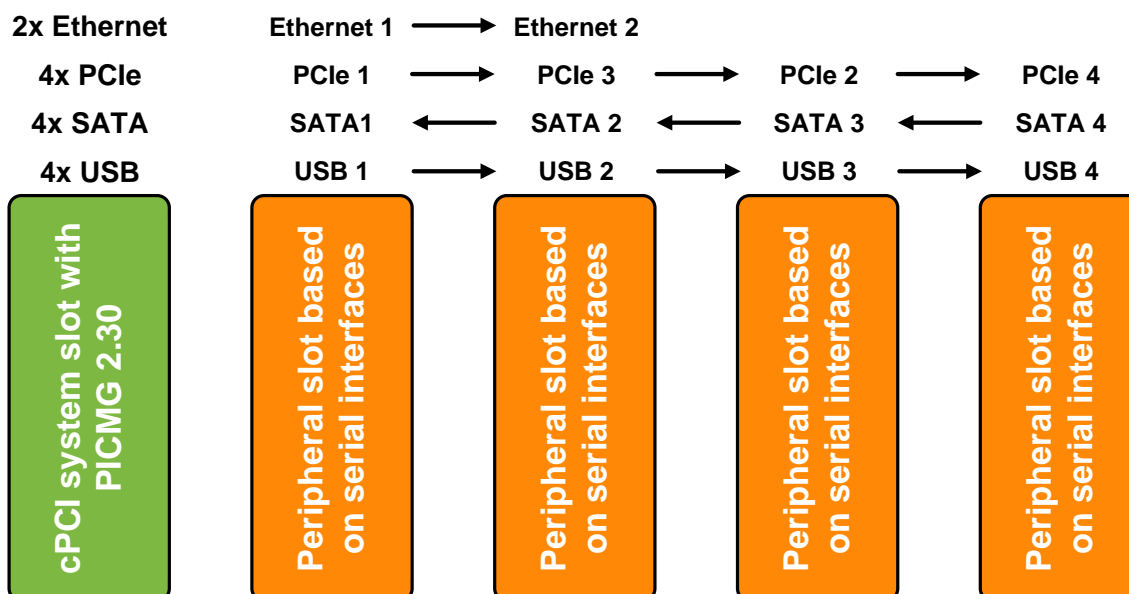 2x Ethernet Ethernet 1 Ethernet 2
4x PCIe PCIe 1 PCIe 3 PCIe 2 PCIe 4
4x SATA SATA1 SATA 2 SATA 3 SATA 4
4x USB USB 1 USB 2 USB 3 USB 4
cPCI system slot with
PICMG 2.30
Peripheral slot based
on serial interfaces
Peripheral slot based
on serial interfaces
Peripheral slot based
on serial interfaces
Peripheral slot based
on serial interfaces